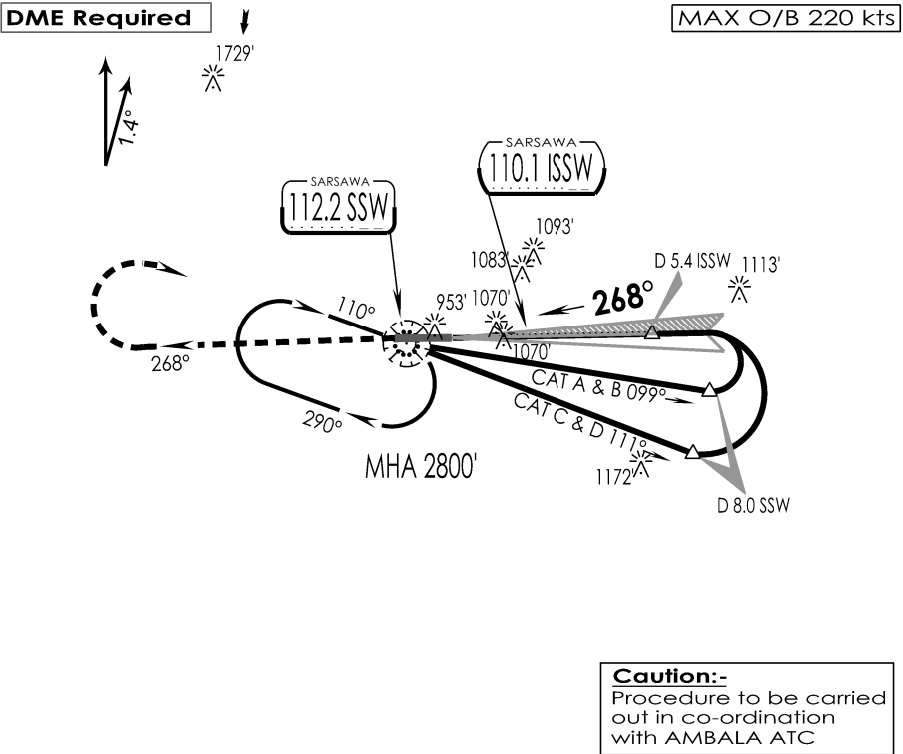 DME Required
MAX O/B 220 kts
1729'
1.4°
SARSAWA
110.1 ISSW
SARSAWA
112.2 SSW
1093'
1083'
D 5.4 ISSW
1113'
268°
110°
953'
1070'
1070'
268°
CAT A & B 099°
CAT C & D 111°
290°
MHA 2800'
1172'
D 8.0 SSW
Caution:-
Procedure to be carried
out in co-ordination
with AMBALA ATC